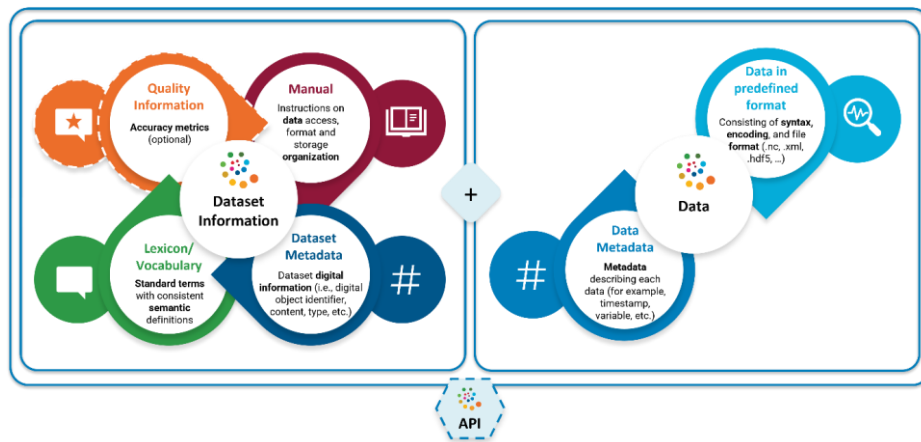 Quality
Information
Accuracy metrics
(optional)
Manual
Instructions on
data access,
format and
storage
organization
Dataset
Information
Lexicon/
Vocabulary
Standard terms
with consistent
semantic
definitions
Dataset
Metadata
Dataset digital
information (i.e., digital
object identifier,
content, type, etc.)
#
+
Data in
predefined
format
Consisting of syntax,
encoding, and file
format (.nc, .xml,
.hdf5, ...)
Data
Data
Metadata
Metadata
describing each
data (for example,
timestamp,
variable, etc.)
#
API